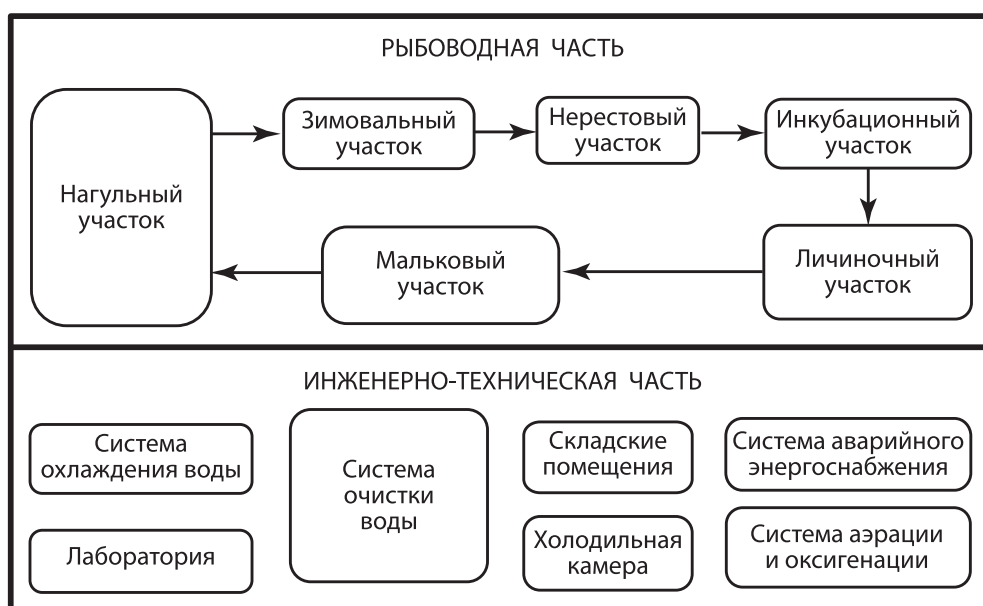 РЫБОВОДНАЯ ЧАСТЬ
Нагульный
участок
Зимовальный
участок
Нерестовый
участок
Инкубационный
участок
Личиночный
участок
Мальковый
участок
ИНЖЕНЕРНО-ТЕХНИЧЕСКАЯ ЧАСТЬ
Система
охлаждения воды
Лаборатория
Система
очистки
воды
Складские
помещения
Холодильная
камера
Система аварийного
энергоснабжения
Система аэрации
и оксигенации